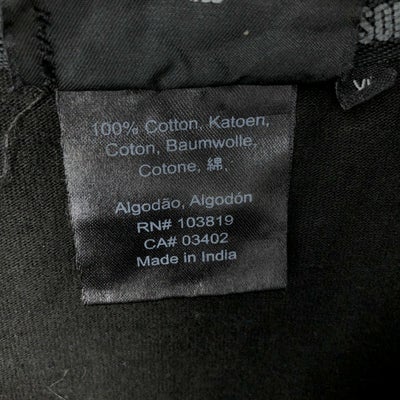 100% Cotton, Katoen,
Coton, Baumwolle,
Cotone, 綿
Algodão, Algodón
RN# 103819
CA# 03402
Made in India